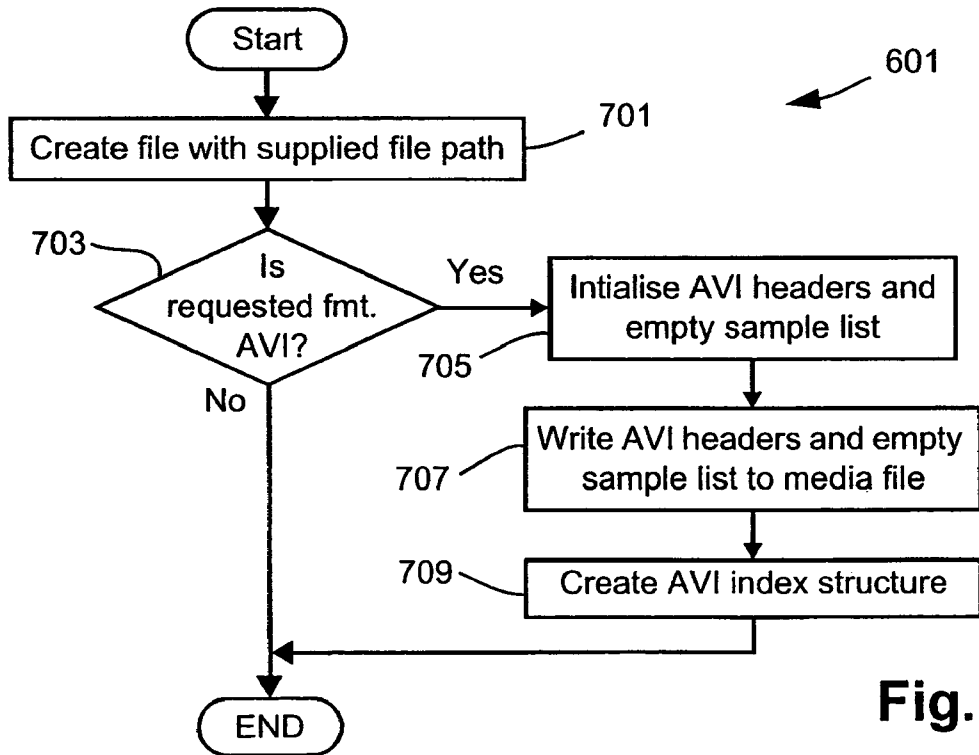 Start
601
701
Create file with supplied file path
703
Is
requested fmt.
AVI?
Yes
No
Intialise AVI headers and
empty sample list
705
Write AVI headers and empty
sample list to media file
707
709
Create AVI index structure
END
Fig.